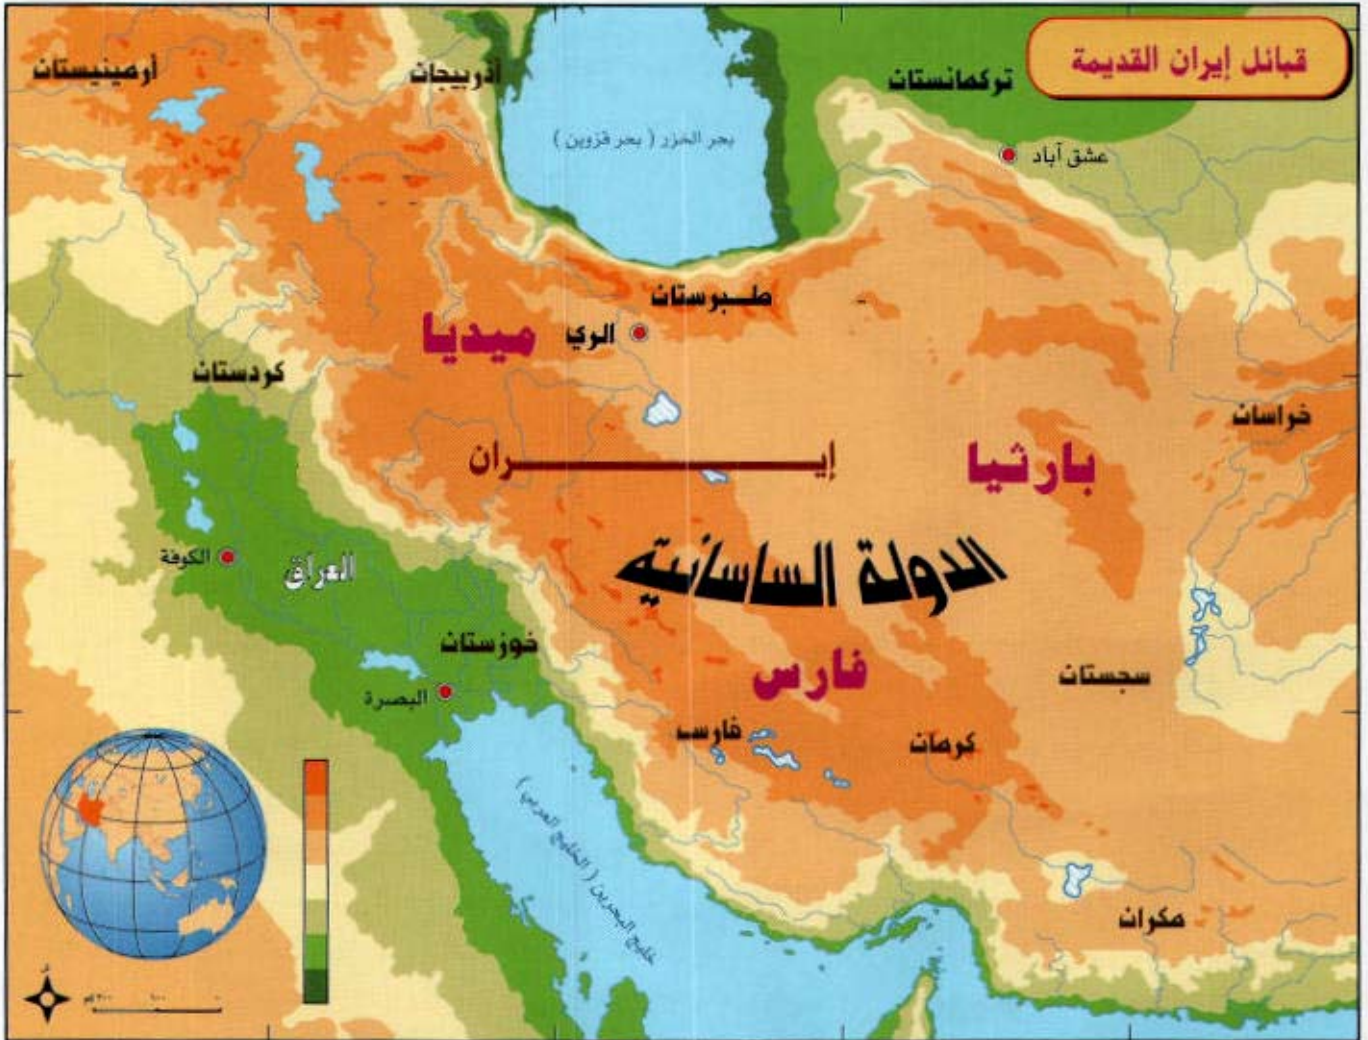 قبائل إيران القديمة
أرمينيستان
أذربيجان
تركمانستان
بحر الخزر ( بحر قزوين )
عشق آباد
طبرستان
الري
ميديا
كردستان
خراسان
إيران
بارثيا
الدولة الساسانية
الكوفة
العراق
خوزستان
فارس
سجستان
البصرة
فارس
كرمان
خليج البحرين ( الخليج العربي )
مكران